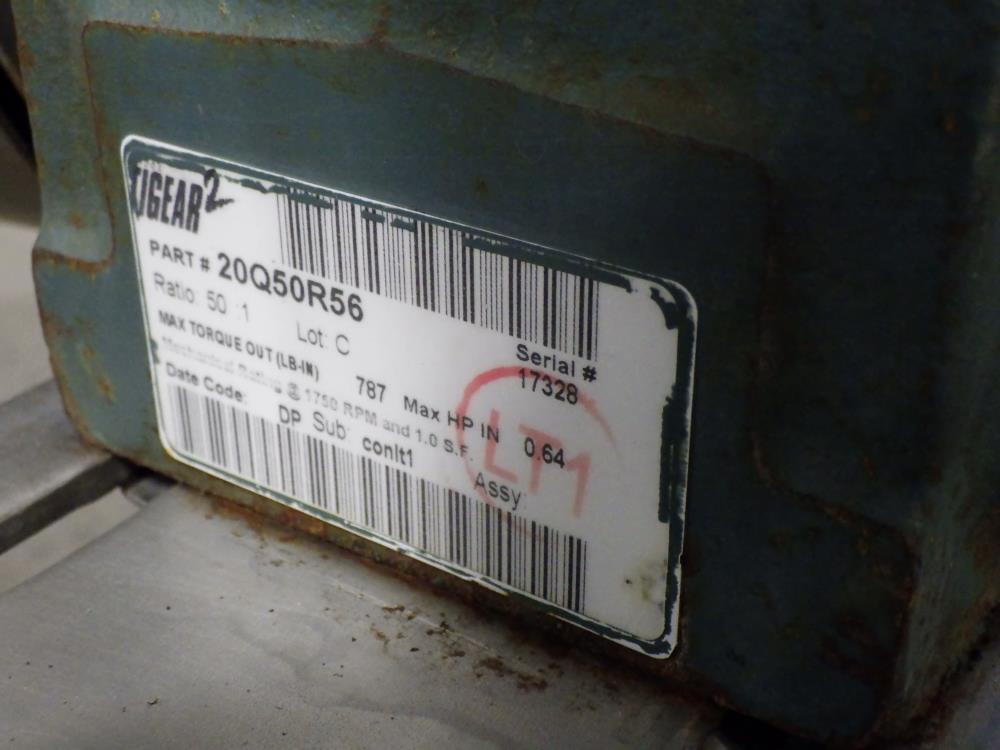 UGEAR2
PART # 20Q50R56
Ratio: 50 :1 Lot: C
Serial #
17328
MAX TORQUE OUT (LB-IN) 787 Max HP IN 0.64
Mechanical Rating @ 1750 RPM and 1.0 S.F.
Date Code: DP Sub: conlt1 Assy
LT1